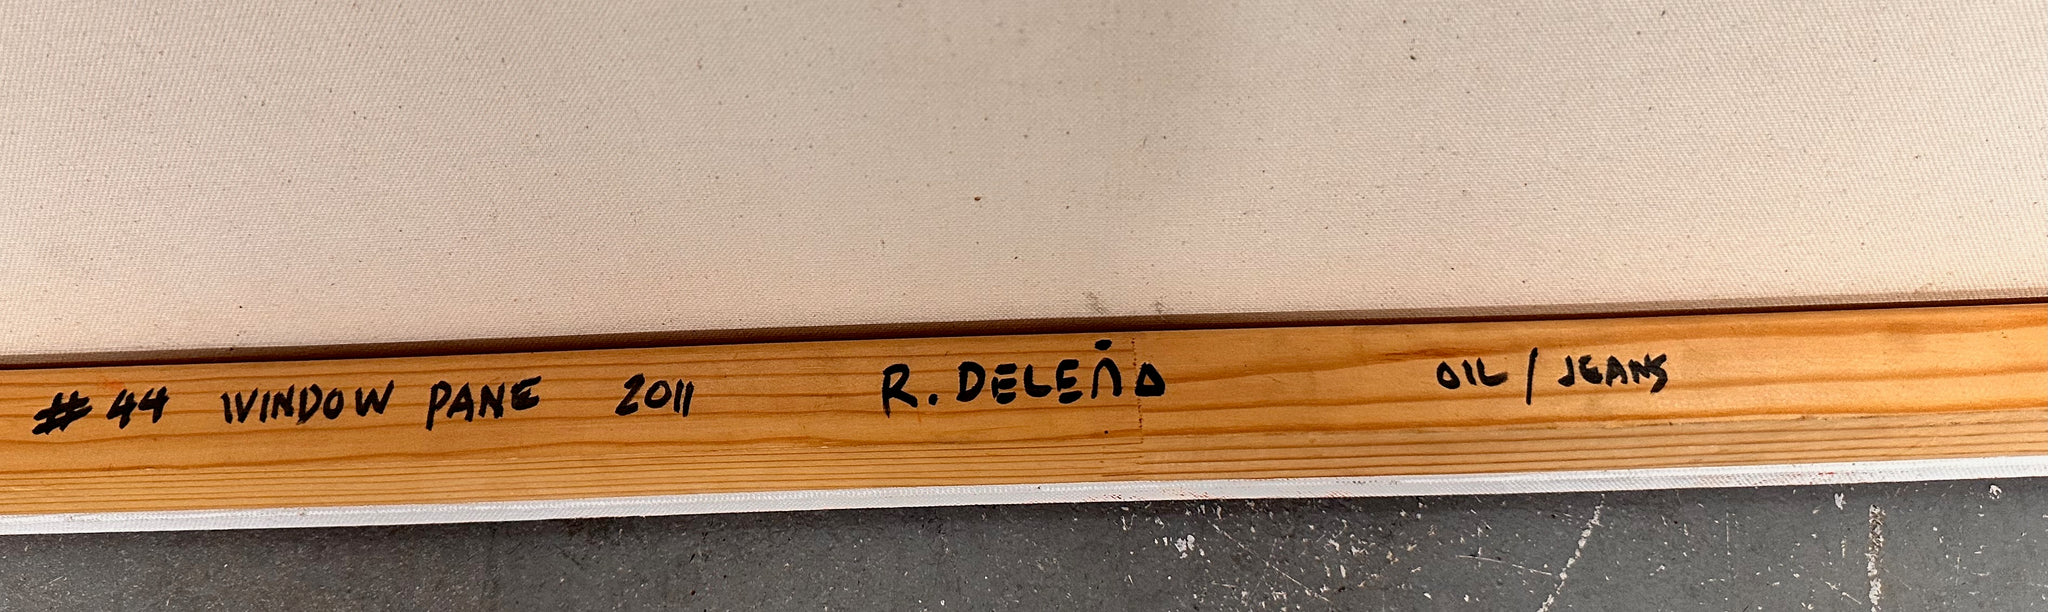 # 44 WINDOW PANE 2011 R. DELEÑA OIL / JEANS